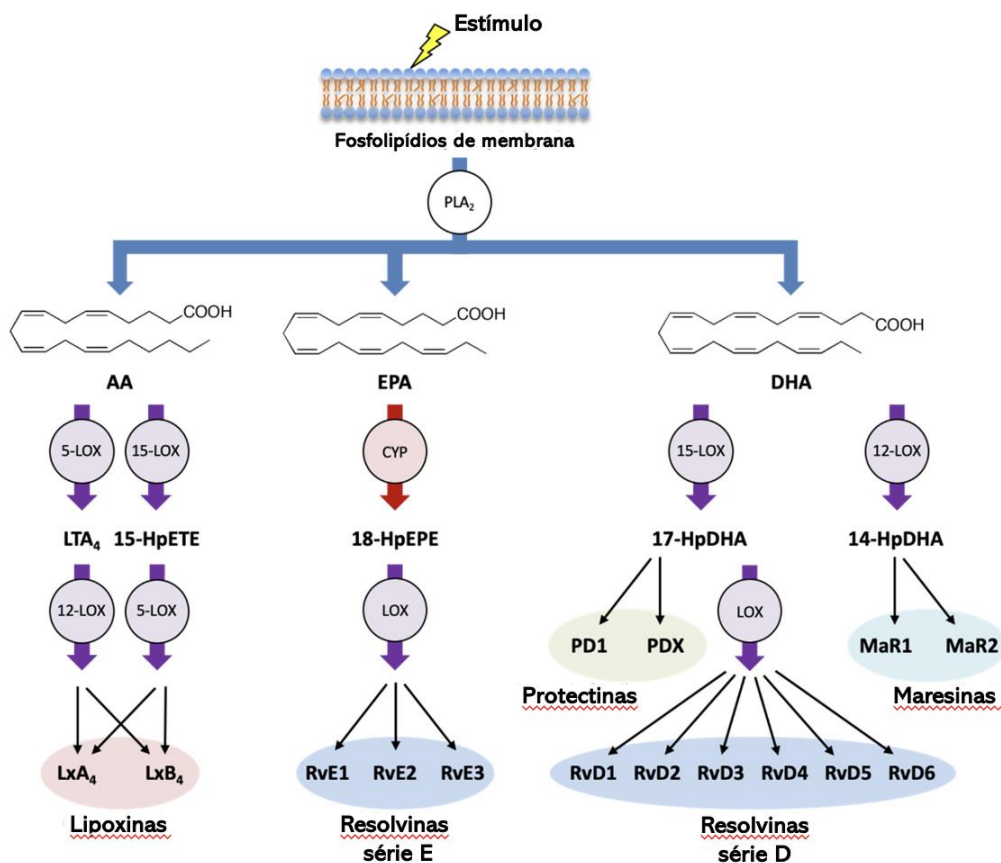 Estímulo
Fosfolipídios de membrana
PLA₂
COOH
COOH
COOH
AA
EPA
DHA
5-LOX
15-LOX
CYP
15-LOX
12-LOX
LTA₄
15-HpETE
18-HpEPE
17-HpDHA
14-HpDHA
12-LOX
5-LOX
LOX
LOX
PD1
PDX
MaR1
MaR2
Protectinas
Maresinas
LxA₄
LxB₄
RvE1
RvE2
RvE3
RvD1
RvD2
RvD3
RvD4
RvD5
RvD6
Lipoxinas
Resolvinas
série E
Resolvinas
série D